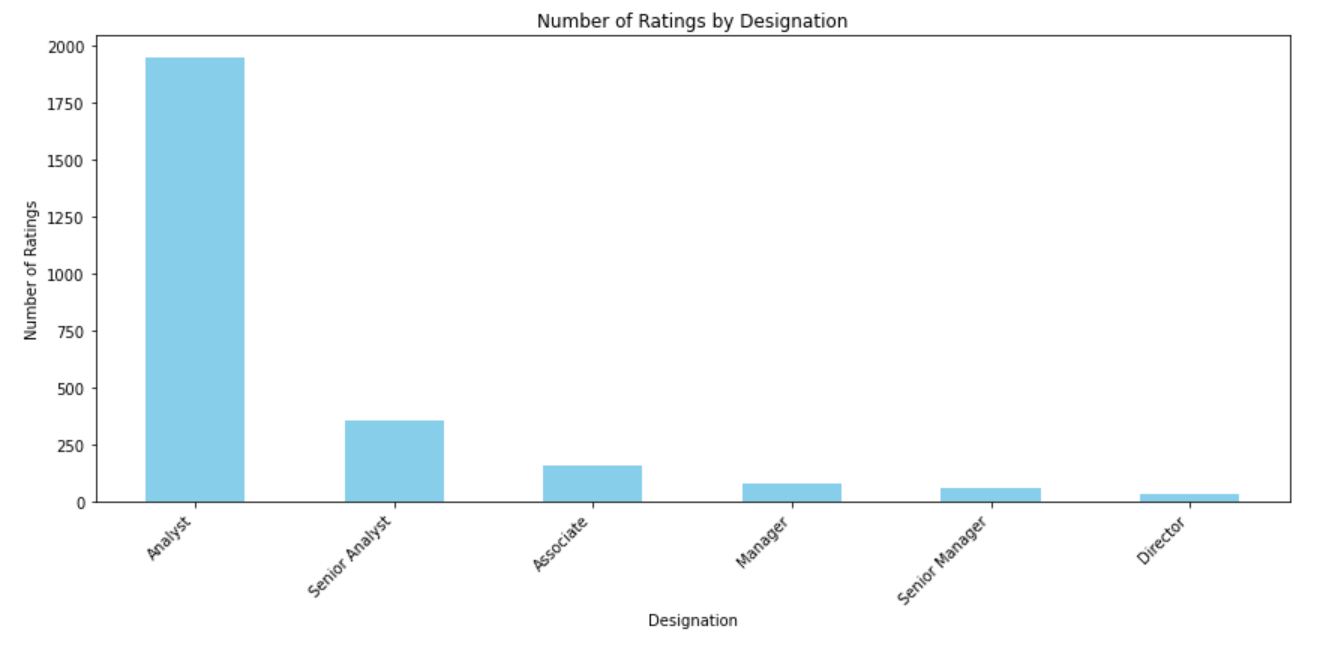 Number of Ratings by Designation
Number of Ratings
2000
1750
1500
1250
1000
750
500
250
0
Analyst
Senior Analyst
Associate
Manager
Senior Manager
Director
Designation